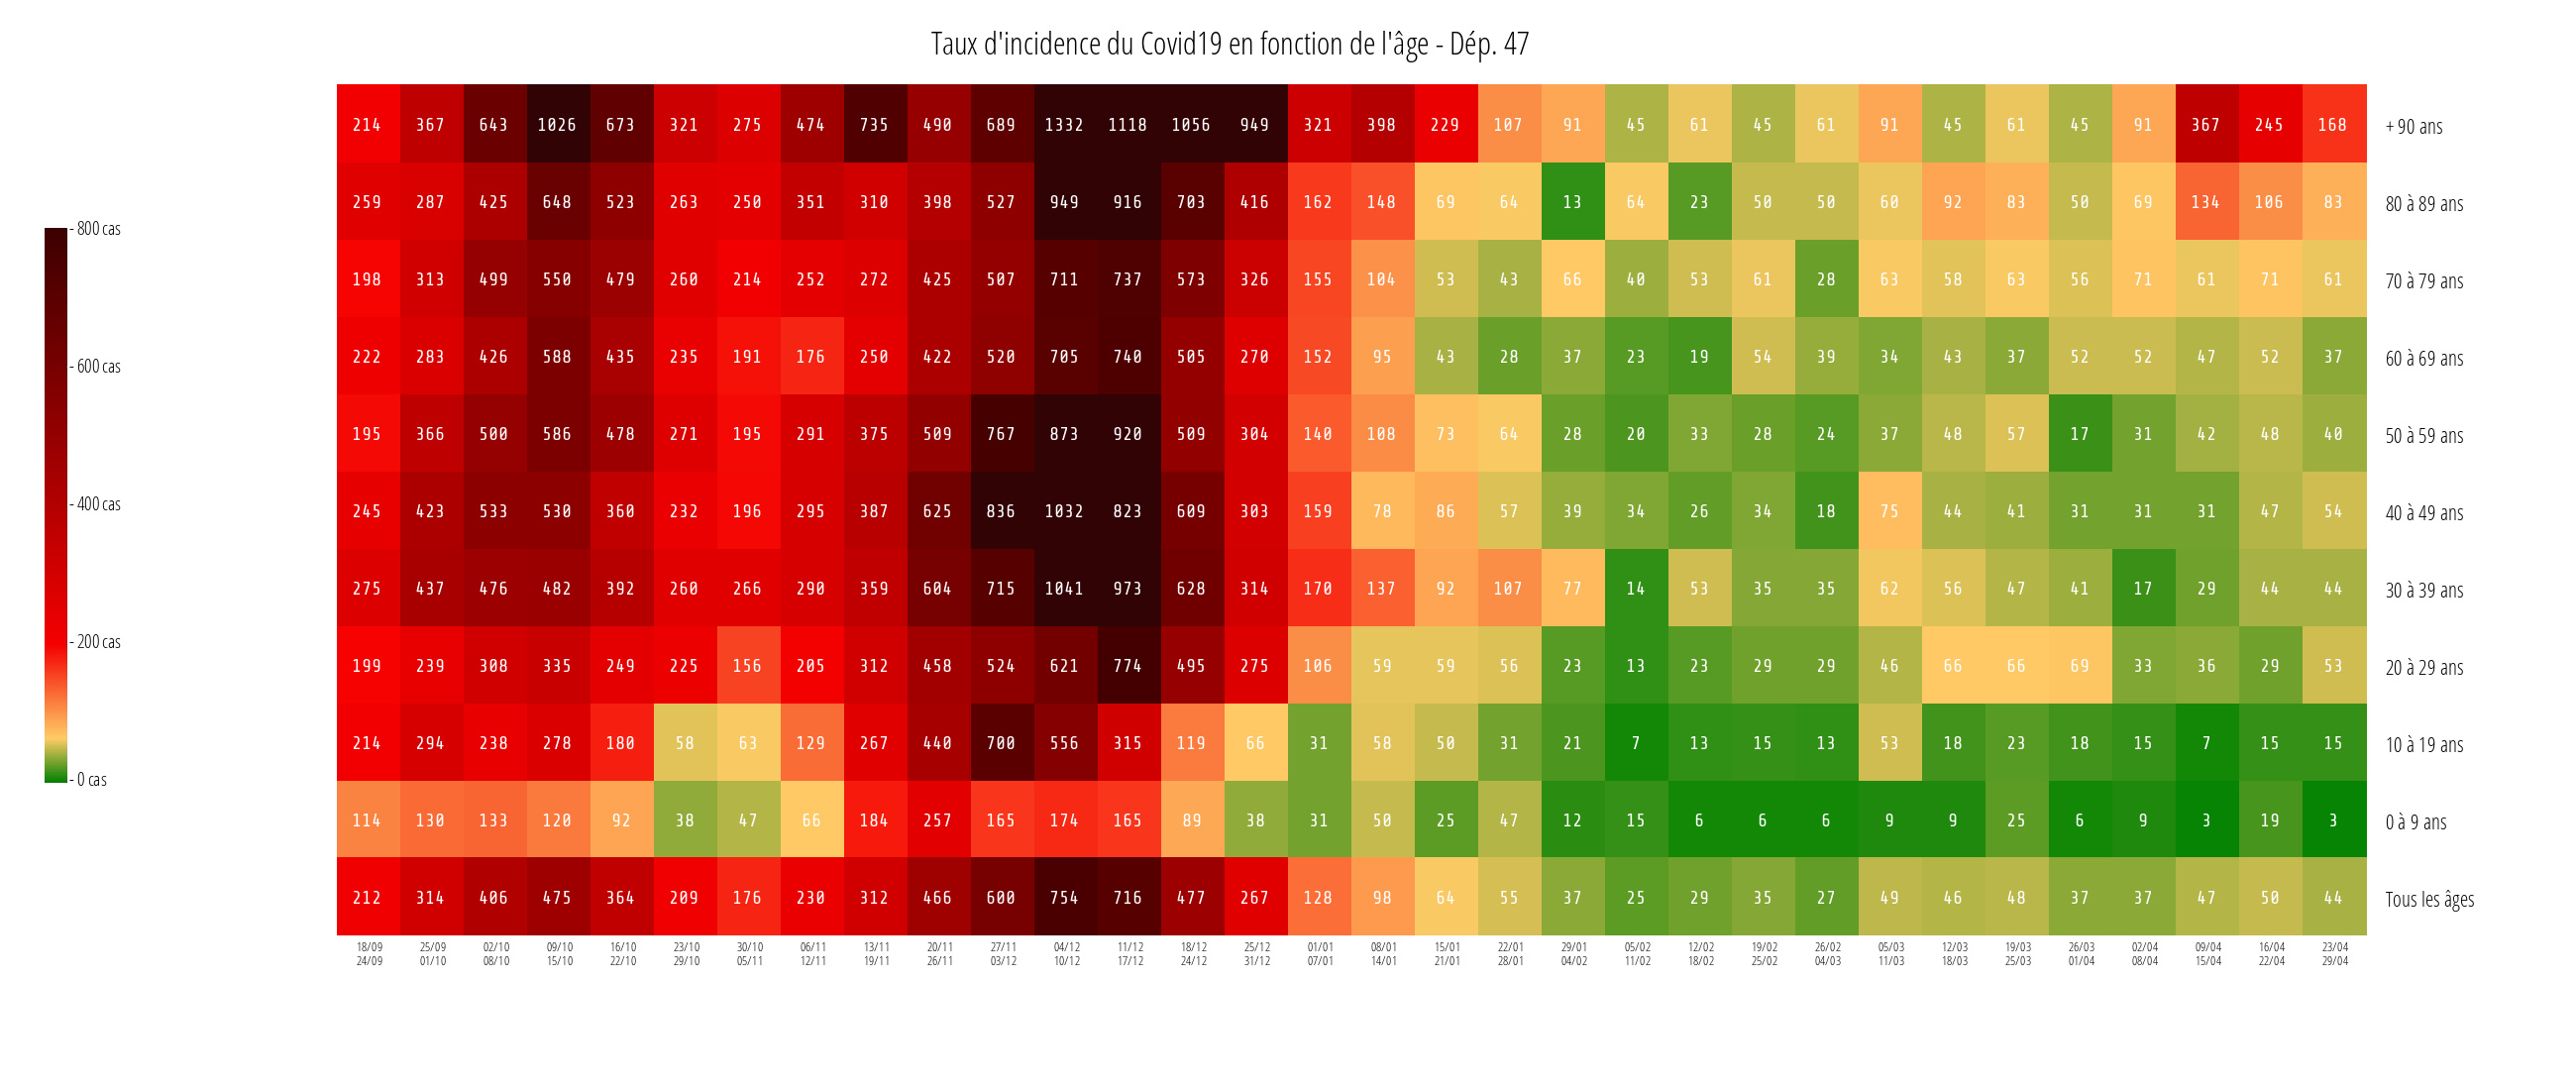 Taux d'incidence du Covid19 en fonction de l'âge - Dép. 47
- 800 cas
- 600 cas
- 400 cas
- 200 cas
- 0 cas
214 367 643 1026 673 321 275 474 735 490 689 1332 1118 1056 949 321 398 229 107 91 45 61 45 61 91 45 61 45 91 367 245 168 + 90 ans
259 287 425 648 523 263 250 351 310 398 527 949 916 703 416 162 148 69 64 13 64 23 50 50 60 92 83 50 69 134 106 83 80 à 89 ans
198 313 499 550 479 260 214 252 272 425 507 711 737 573 326 155 104 53 43 66 40 53 61 28 63 58 63 56 71 61 71 61 70 à 79 ans
222 283 426 588 435 235 191 176 250 422 520 705 740 505 270 152 95 43 28 37 23 19 54 39 34 43 37 52 52 47 52 37 60 à 69 ans
195 366 500 586 478 271 195 291 375 509 767 873 920 509 304 140 108 73 64 28 20 33 28 24 37 48 57 17 31 42 48 40 50 à 59 ans
245 423 533 530 360 232 196 295 387 625 836 1032 823 609 303 159 78 86 57 39 34 26 34 18 75 44 41 31 31 31 47 54 40 à 49 ans
275 437 476 482 392 260 266 290 359 604 715 1041 973 628 314 170 137 92 107 77 14 53 35 35 62 56 47 41 17 29 44 44 30 à 39 ans
199 239 308 335 249 225 156 205 312 458 524 621 774 495 275 106 59 59 56 23 13 23 29 29 46 66 66 69 33 36 29 53 20 à 29 ans
214 294 238 278 180 58 63 129 267 440 700 556 315 119 66 31 58 50 31 21 7 13 15 13 53 18 23 18 15 7 15 15 10 à 19 ans
114 130 133 120 92 38 47 66 184 257 165 174 165 89 38 31 50 25 47 12 15 6 6 6 9 9 25 6 9 3 19 3 0 à 9 ans
212 314 406 475 364 209 176 230 312 466 600 754 716 477 267 128 98 64 55 37 25 29 35 27 49 46 48 37 37 47 50 44 Tous les âges
18/09 25/09 02/10 09/10 16/10 23/10 30/10 06/11 13/11 20/11 27/11 04/12 11/12 18/12 25/12 01/01 08/01 15/01 22/01 29/01 05/02 12/02 19/02 26/02 05/03 12/03 19/03 26/03 02/04 09/04 16/04 23/04
24/09 01/10 08/10 15/10 22/10 29/10 05/11 12/11 19/11 26/11 03/12 10/12 17/12 24/12 31/12 07/01 14/01 21/01 28/01 04/02 11/02 18/02 25/02 04/03 11/03 18/03 25/03 01/04 08/04 15/04 22/04 29/04